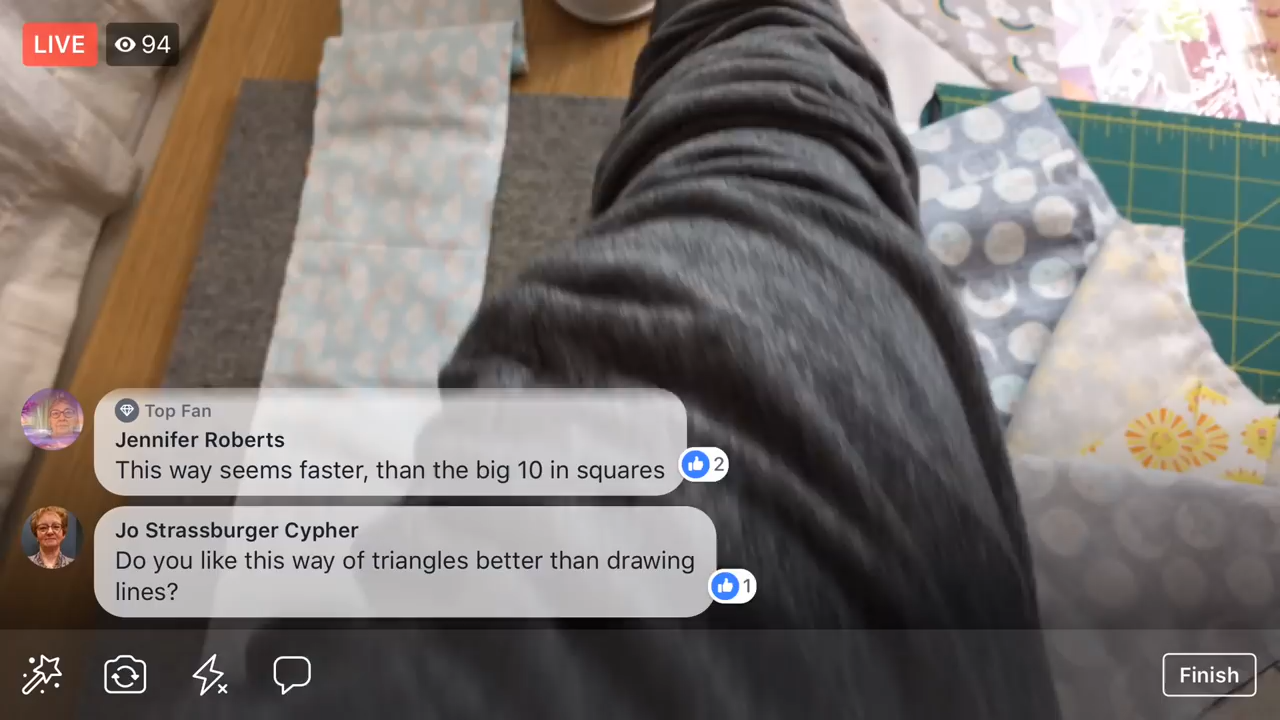 LIVE 94
Top Fan
Jennifer Roberts
This way seems faster, than the big 10 in squares
2
Jo Strassburger Cypher
Do you like this way of triangles better than drawing
lines?
1
Finish